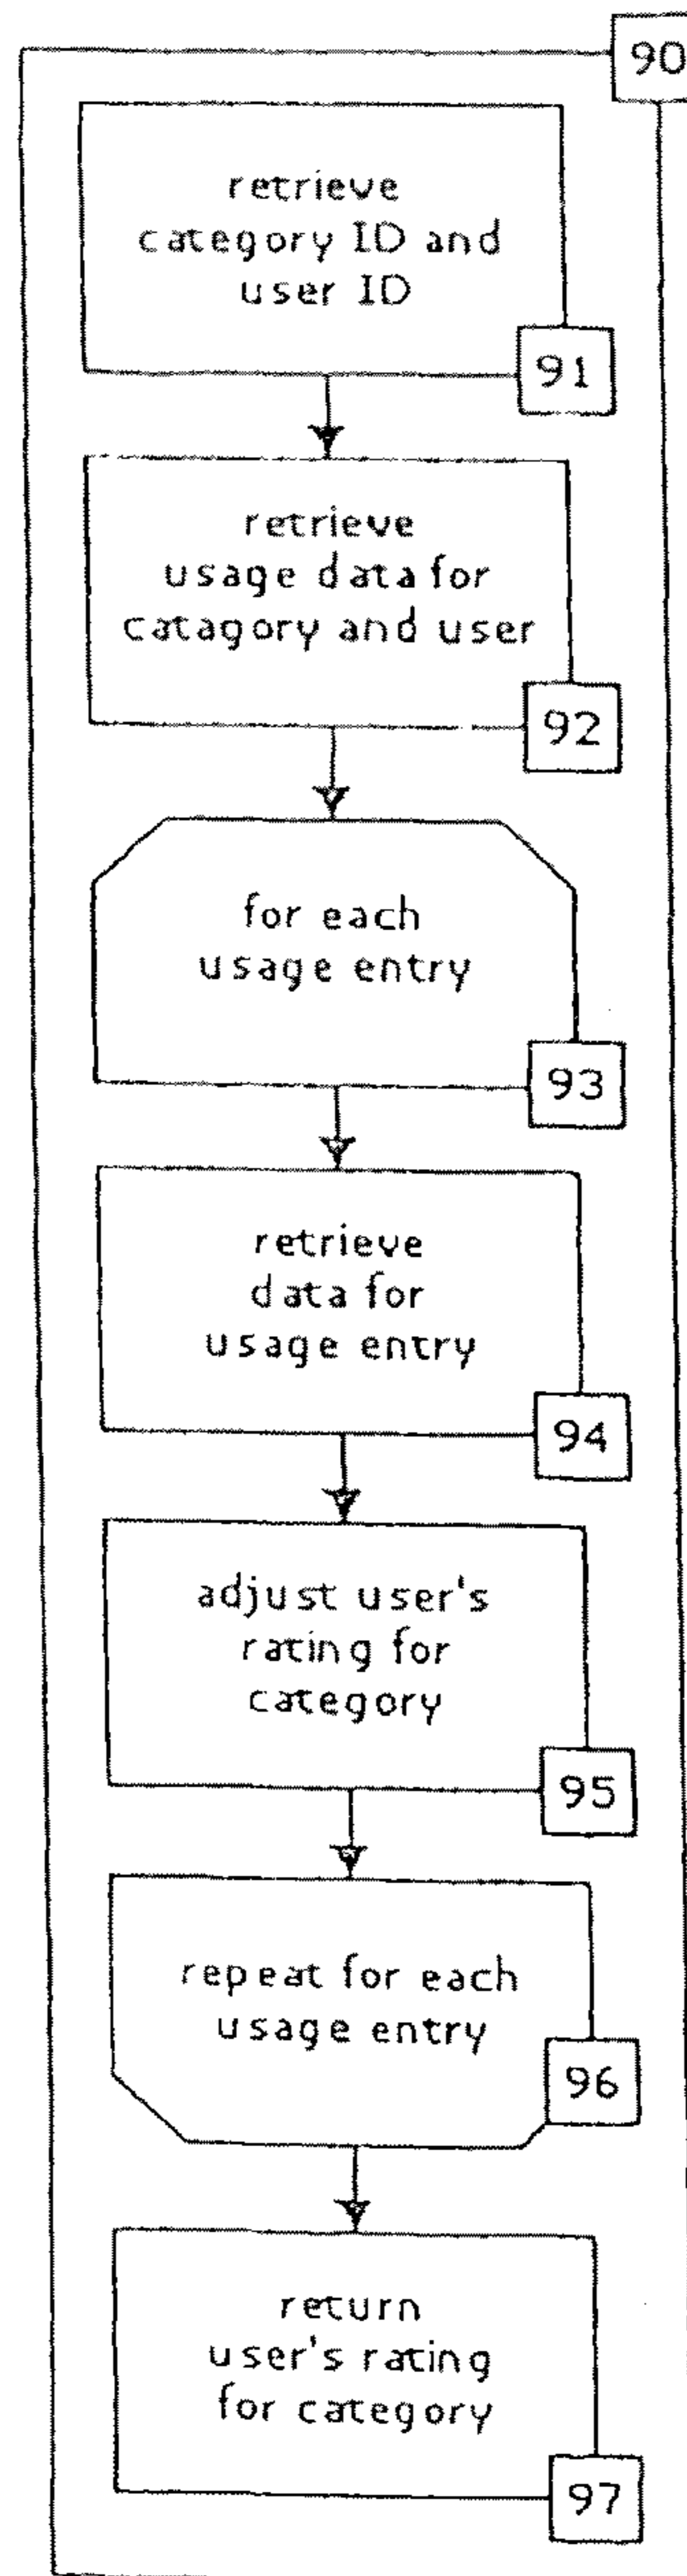 90
retrieve
category ID and
user ID
91
retrieve
usage data for
catagory and user
92
for each
usage entry
93
retrieve
data for
usage entry
94
adjust user's
rating for
category
95
repeat for each
usage entry
96
return
user's rating
for category
97